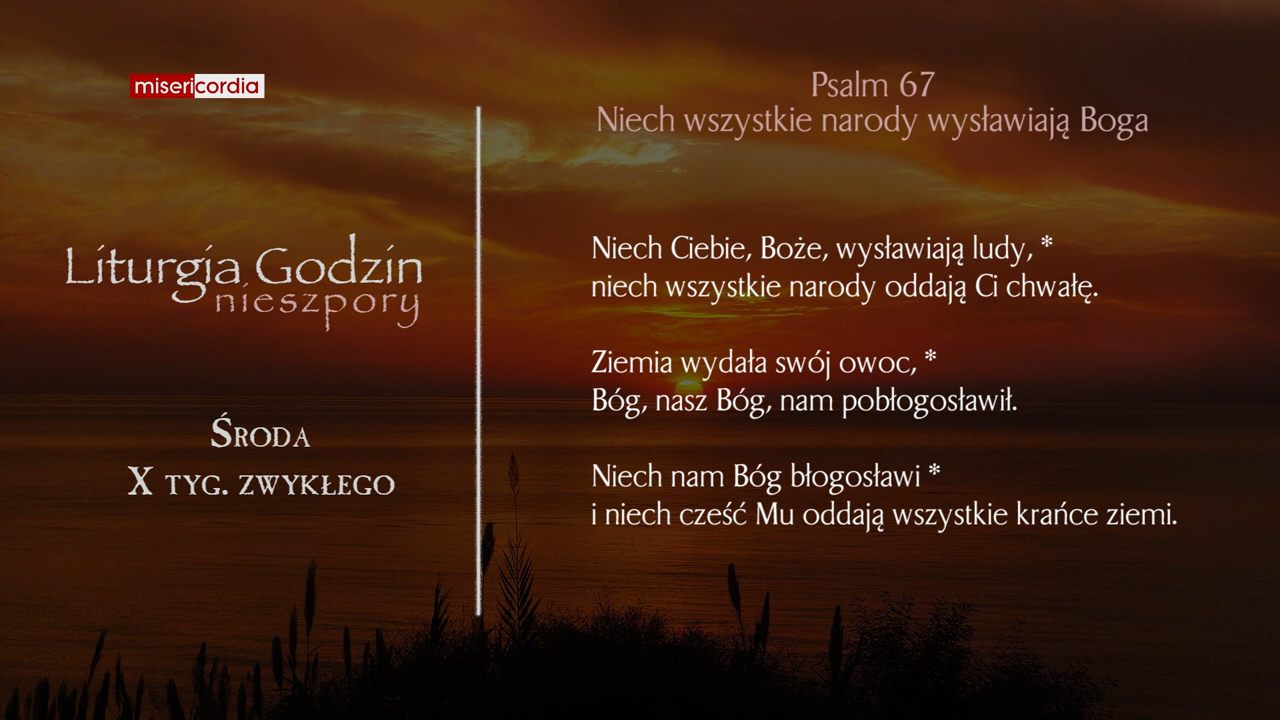 misericordia
Liturgia Godzin
nieszpory
Środa
X tyg. zwykłego
Psalm 67
Niech wszystkie narody wysławiają Boga
Niech Ciebie, Boże, wysławiają ludy, *
niech wszystkie narody oddają Ci chwałę.
Ziemia wydała swój owoc, *
Bóg, nasz Bóg, nam pobłogosławił.
Niech nam Bóg błogosławi *
i niech cześć Mu oddają wszystkie krańce ziemi.